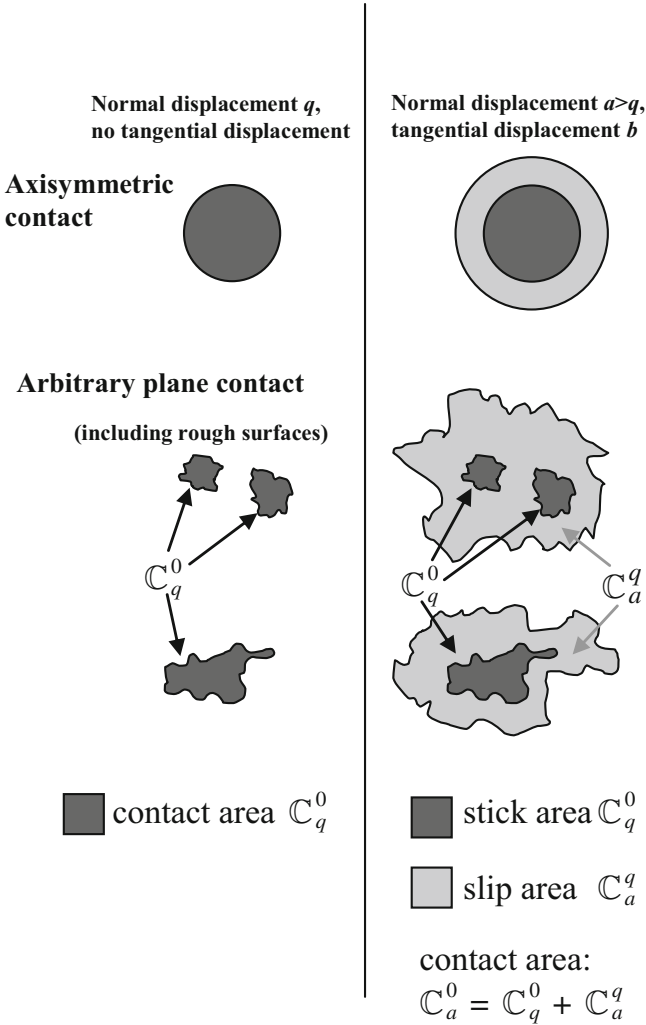 Normal displacement q,
no tangential displacement
Normal displacement a>q,
tangential displacement b
Axisymmetric
contact
Arbitrary plane contact
(including rough surfaces)
ℂ_q^0
ℂ_q^0
ℂ_a^q
contact area ℂ_q^0
stick area ℂ_q^0
slip area ℂ_a^q
contact area:
ℂ_a^0 = ℂ_q^0 + ℂ_a^q